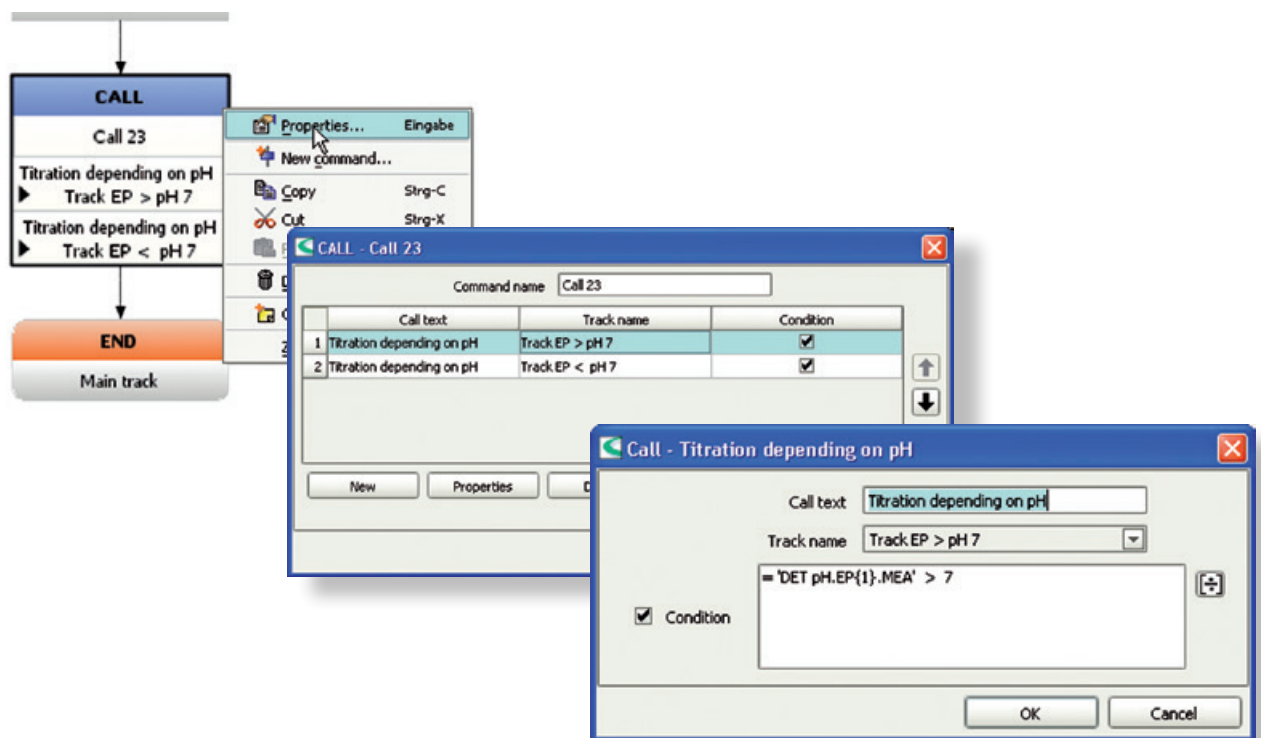 CALL
Call 23
Titration depending on pH
Track EP > pH 7
Titration depending on pH
Track EP < pH 7
END
Main track
Properties... Eingabe
New command...
Copy Strg-C
Cut Strg-X
CALL - Call 23
Command name Call 23
Call text Track name Condition
1 Titration depending on pH Track EP > pH 7
2 Titration depending on pH Track EP < pH 7
New Properties
Call - Titration depending on pH
Call text Titration depending on pH
Track name Track EP > pH 7
= 'DET pH.EP{1}.MEA' > 7
Condition
OK Cancel